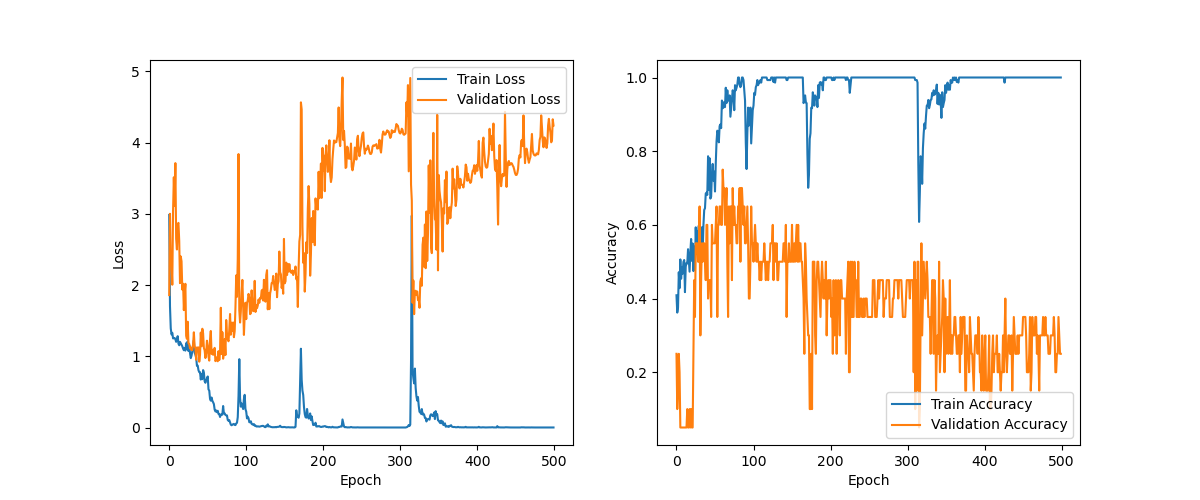 5
4
3
2
1
0
Loss
0 100 200 300 400 500
Epoch
Train Loss
Validation Loss
1.0
0.8
0.6
0.4
0.2
Accuracy
0 100 200 300 400 500
Epoch
Train Accuracy
Validation Accuracy